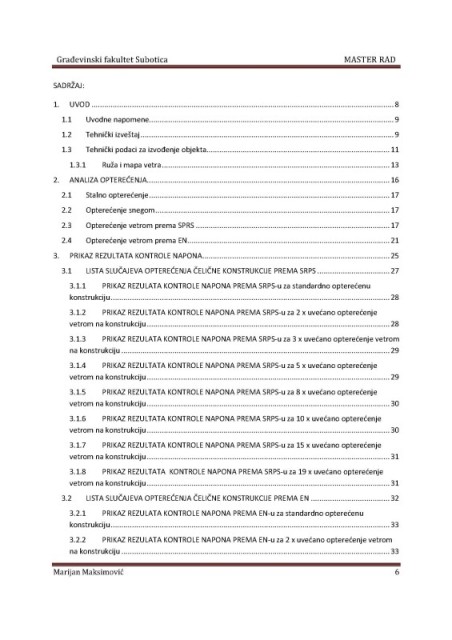 Građevinski fakultet Subotica MASTER RAD
SADRŽAJ:
1. UVOD ........ 8
1.1 Uvodne napomene ........ 9
1.2 Tehnički izveštaj ........ 9
1.3 Tehnički podaci za izvođenje objekta ........ 11
1.3.1 Ruža i mapa vetra ........ 13
2. ANALIZA OPTEREĆENJA ........ 16
2.1 Stalno opterećenje ........ 17
2.2 Opterećenje snegom ........ 17
2.3 Opterećenje vetrom prema SPRS ........ 17
2.4 Opterećenje vetrom prema EN ........ 21
3. PRIKAZ REZULTATA KONTROLE NAPONA ........ 25
3.1 LISTA SLUČAJEVA OPTEREĆENJA ČELIČNE KONSTRUKCIJE PREMA SRPS ........ 27
3.1.1 PRIKAZ REZULATA KONTROLE NAPONA PREMA SRPS-u za standardno opterećenu
konstrukciju ........ 28
3.1.2 PRIKAZ REZULTATA KONTROLE NAPONA PREMA SRPS-u za 2 x uvećano opterećenje
vetrom na konstrukciju ........ 28
3.1.3 PRIKAZ REZULTATA KONTROLE NAPONA PREMA SRPS-u za 3 x uvećano opterećenje vetrom
na konstrukciju ........ 29
3.1.4 PRIKAZ REZULTATA KONTROLE NAPONA PREMA SRPS-u za 5 x uvećano opterećenje
vetrom na konstrukciju ........ 29
3.1.5 PRIKAZ REZULTATA KONTROLE NAPONA PREMA SRPS-u za 8 x uvećano opterećenje
vetrom na konstrukciju ........ 30
3.1.6 PRIKAZ REZULTATA KONTROLE NAPONA PREMA SRPS-u za 10 x uvećano opterećenje
vetrom na konstrukciju ........ 30
3.1.7 PRIKAZ REZULTATA KONTROLE NAPONA PREMA SRPS-u za 15 x uvećano opterećenje
vetrom na konstrukciju ........ 31
3.1.8 PRIKAZ REZULTATA KONTROLE NAPONA PREMA SRPS-u za 19 x uvećano opterećenje
vetrom na konstrukciju ........ 31
3.2 LISTA SLUČAJEVA OPTEREĆENJA ČELIČNE KONSTRUKCIJE PREMA EN ........ 32
3.2.1 PRIKAZ REZULATA KONTROLE NAPONA PREMA EN-u za standardno opterećenu
konstrukciju ........ 33
3.2.2 PRIKAZ REZULATA KONTROLE NAPONA PREMA EN-u za 2 x uvećano opterećenje vetrom
na konstrukciju ........ 33
Marijan Maksimović 6